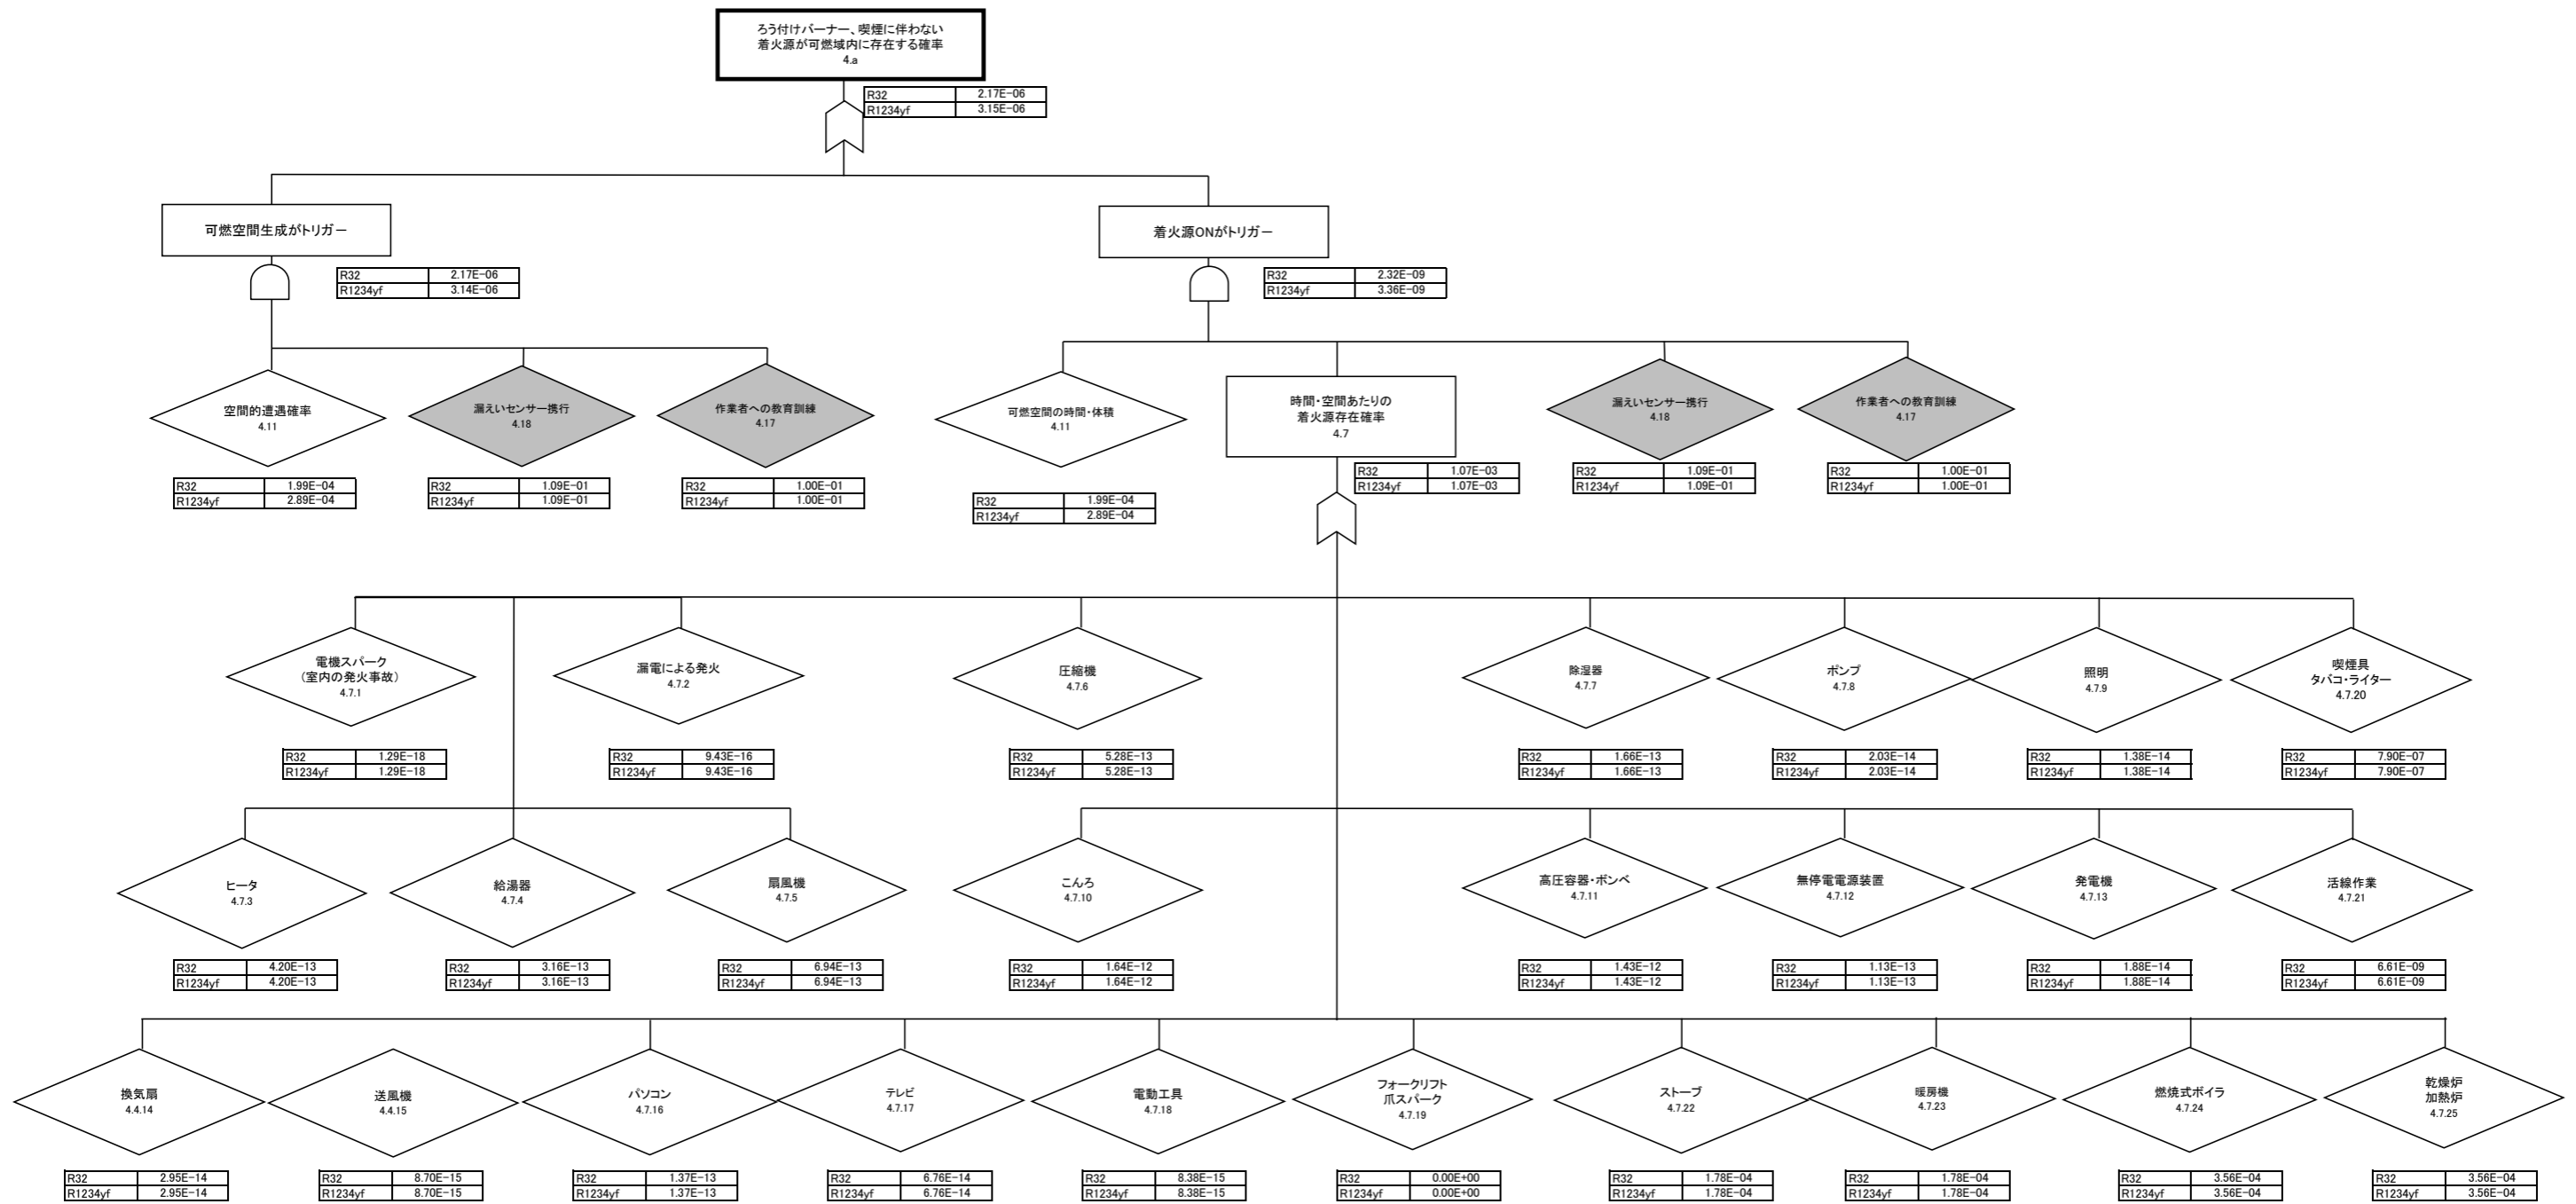 ろう付けバーナー、喫煙に伴わない
着火源が可燃域内に存在する確率
4.a
R32 2.17E-06
R1234yf 3.15E-06
可燃空間生成がトリガー
R32 2.17E-06
R1234yf 3.14E-06
着火源ONがトリガー
R32 2.32E-09
R1234yf 3.36E-09
空間的遭遇確率
4.11
R32 1.99E-04
R1234yf 2.89E-04
漏えいセンサー携行
4.18
R32 1.09E-01
R1234yf 1.09E-01
作業者への教育訓練
4.17
R32 1.00E-01
R1234yf 1.00E-01
可燃空間の時間・体積
4.11
R32 1.99E-04
R1234yf 2.89E-04
時間・空間あたりの
着火源存在確率
4.7
R32 1.07E-03
R1234yf 1.07E-03
漏えいセンサー携行
4.18
R32 1.09E-01
R1234yf 1.09E-01
作業者への教育訓練
4.17
R32 1.00E-01
R1234yf 1.00E-01
電機スパーク
(室内の発火事故)
4.7.1
R32 1.29E-18
R1234yf 1.29E-18
漏電による発火
4.7.2
R32 9.43E-16
R1234yf 9.43E-16
圧縮機
4.7.6
R32 5.28E-13
R1234yf 5.28E-13
除湿器
4.7.7
R32 1.66E-13
R1234yf 1.66E-13
ポンプ
4.7.8
R32 2.03E-14
R1234yf 2.03E-14
照明
4.7.9
R32 1.38E-14
R1234yf 1.38E-14
喫煙具
タバコ・ライター
4.7.20
R32 7.90E-07
R1234yf 7.90E-07
ヒータ
4.7.3
R32 4.20E-13
R1234yf 4.20E-13
給湯器
4.7.4
R32 3.16E-13
R1234yf 3.16E-13
扇風機
4.7.5
R32 6.94E-13
R1234yf 6.94E-13
こんろ
4.7.10
R32 1.64E-12
R1234yf 1.64E-12
高圧容器・ボンベ
4.7.11
R32 1.43E-12
R1234yf 1.43E-12
無停電電源装置
4.7.12
R32 1.13E-13
R1234yf 1.13E-13
発電機
4.7.13
R32 1.88E-14
R1234yf 1.88E-14
活線作業
4.7.21
R32 6.61E-09
R1234yf 6.61E-09
換気扇
4.4.14
R32 2.95E-14
R1234yf 2.95E-14
送風機
4.4.15
R32 8.70E-15
R1234yf 8.70E-15
パソコン
4.7.16
R32 1.37E-13
R1234yf 1.37E-13
テレビ
4.7.17
R32 6.76E-14
R1234yf 6.76E-14
電動工具
4.7.18
R32 8.38E-15
R1234yf 8.38E-15
フォークリフト
爪スパーク
4.7.19
R32 0.00E+00
R1234yf 0.00E+00
ストーブ
4.7.22
R32 1.78E-04
R1234yf 1.78E-04
暖房機
4.7.23
R32 1.78E-04
R1234yf 1.78E-04
燃焼式ボイラ
4.7.24
R32 3.56E-04
R1234yf 3.56E-04
乾燥炉
加熱炉
4.7.25
R32 3.56E-04
R1234yf 3.56E-04